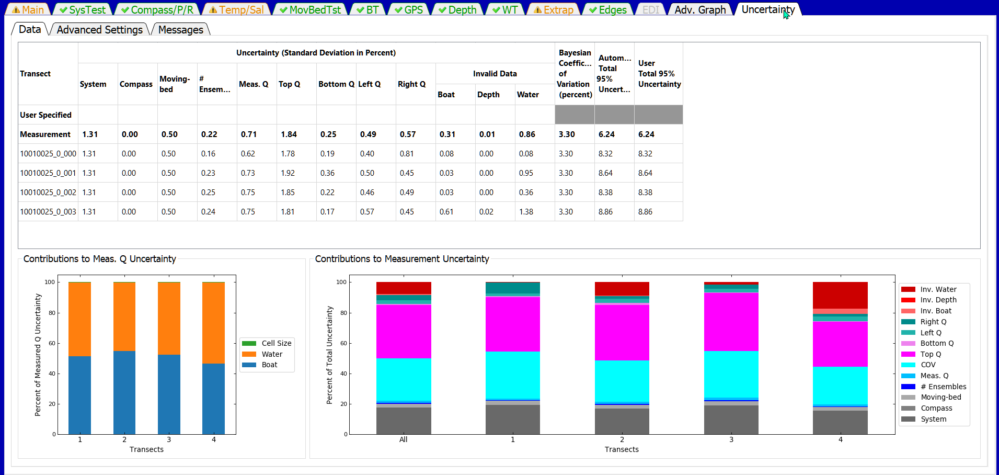 Main SysTest Compass/P/R Temp/Sal MovBedTst BT GPS Depth WT Extrap Edges EDI Adv. Graph Uncertainty
Data Advanced Settings Messages
Transect
Uncertainty (Standard Deviation in Percent)
System
Compass
Moving-
bed
#
Ensem...
Meas. Q
Top Q
Bottom Q
Left Q
Right Q
Invalid Data
Boat
Depth
Water
Bayesian
Coeffic...
of
Variation
(percent)
Autom...
Total
95%
Uncert...
User
Total 95%
Uncertainty
User Specified
Measurement 1.31 0.00 0.50 0.22 0.71 1.84 0.25 0.49 0.57 0.31 0.01 0.86 3.30 6.24 6.24
10010025_0_000 1.31 0.00 0.50 0.16 0.62 1.78 0.19 0.40 0.81 0.08 0.00 0.08 3.30 8.32 8.32
10010025_0_001 1.31 0.00 0.50 0.23 0.73 1.92 0.36 0.50 0.45 0.03 0.00 0.95 3.30 8.64 8.64
10010025_0_002 1.31 0.00 0.50 0.25 0.75 1.85 0.22 0.46 0.49 0.03 0.00 0.36 3.30 8.38 8.38
10010025_0_003 1.31 0.00 0.50 0.24 0.75 1.81 0.17 0.57 0.45 0.61 0.02 1.38 3.30 8.86 8.86
Contributions to Meas. Q Uncertainty
Percent of Measured Q Uncertainty
100
80
60
40
20
0
1 2 3 4
Transects
Cell Size
Water
Boat
Contributions to Measurement Uncertainty
Percent of Total Uncertainty
100
80
60
40
20
0
All 1 2 3 4
Transects
Inv. Water
Inv. Depth
Inv. Boat
Right Q
Left Q
Bottom Q
Top Q
COV
Meas. Q
# Ensembles
Moving-bed
Compass
System